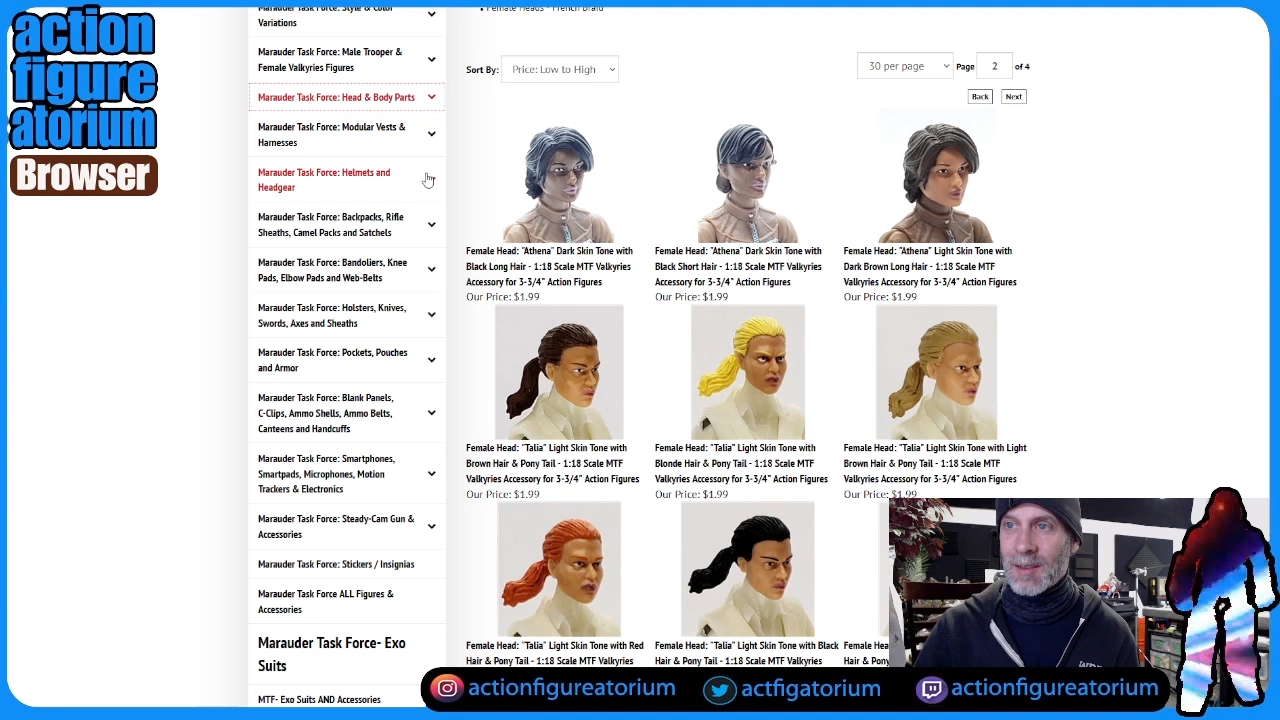 action
figure
atorium
Browser
Marauder Task Force: Style & Color
Variations
Marauder Task Force: Male Trooper &
Female Valkyries Figures
Marauder Task Force: Head & Body Parts
Marauder Task Force: Modular Vests &
Harnesses
Marauder Task Force: Helmets and
Headgear
Marauder Task Force: Backpacks, Rifle
Sheaths, Camel Packs and Satchels
Marauder Task Force: Bandoliers, Knee
Pads, Elbow Pads and Web-Belts
Marauder Task Force: Holsters, Knives,
Swords, Axes and Sheaths
Marauder Task Force: Pockets, Pouches
and Armor
Marauder Task Force: Blank Panels,
C-Clips, Ammo Shells, Ammo Belts,
Canteens and Handcuffs
Marauder Task Force: Smartphones,
Smartpads, Microphones, Motion
Trackers & Electronics
Marauder Task Force: Steady-Cam Gun &
Accessories
Marauder Task Force: Stickers / Insignias
Marauder Task Force ALL Figures &
Accessories
Marauder Task Force- Exo
Suits
MTF- Exo Suits AND Accessories
Female Heads - French Braid
Sort By: Price: Low to High
30 per page Page 2 of 4
Back Next
Female Head: "Athena" Dark Skin Tone with
Black Long Hair - 1:18 Scale MTF Valkyries
Accessory for 3-3/4" Action Figures
Our Price: $1.99
Female Head: "Athena" Dark Skin Tone with
Black Short Hair - 1:18 Scale MTF Valkyries
Accessory for 3-3/4" Action Figures
Our Price: $1.99
Female Head: "Athena" Light Skin Tone with
Dark Brown Long Hair - 1:18 Scale MTF
Valkyries Accessory for 3-3/4" Action Figures
Our Price: $1.99
Female Head: "Talia" Light Skin Tone with
Brown Hair & Pony Tail - 1:18 Scale MTF
Valkyries Accessory for 3-3/4" Action Figures
Our Price: $1.99
Female Head: "Talia" Light Skin Tone with
Blonde Hair & Pony Tail - 1:18 Scale MTF
Valkyries Accessory for 3-3/4" Action Figures
Our Price: $1.99
Female Head: "Talia" Light Skin Tone with Light
Brown Hair & Pony Tail - 1:18 Scale MTF
Valkyries Accessory for 3-3/4" Action Figures
Our Price: $1.99
Female Head: "Talia" Light Skin Tone with Red
Hair & Pony Tail - 1:18 Scale MTF Valkyries
Female Head: "Talia" Light Skin Tone with Black
Hair & Pony Tail - 1:18 Scale MTF Valkyries
Female Hea
Hair & Pony
actionfigureatorium
actfigatorium
actionfigureatorium